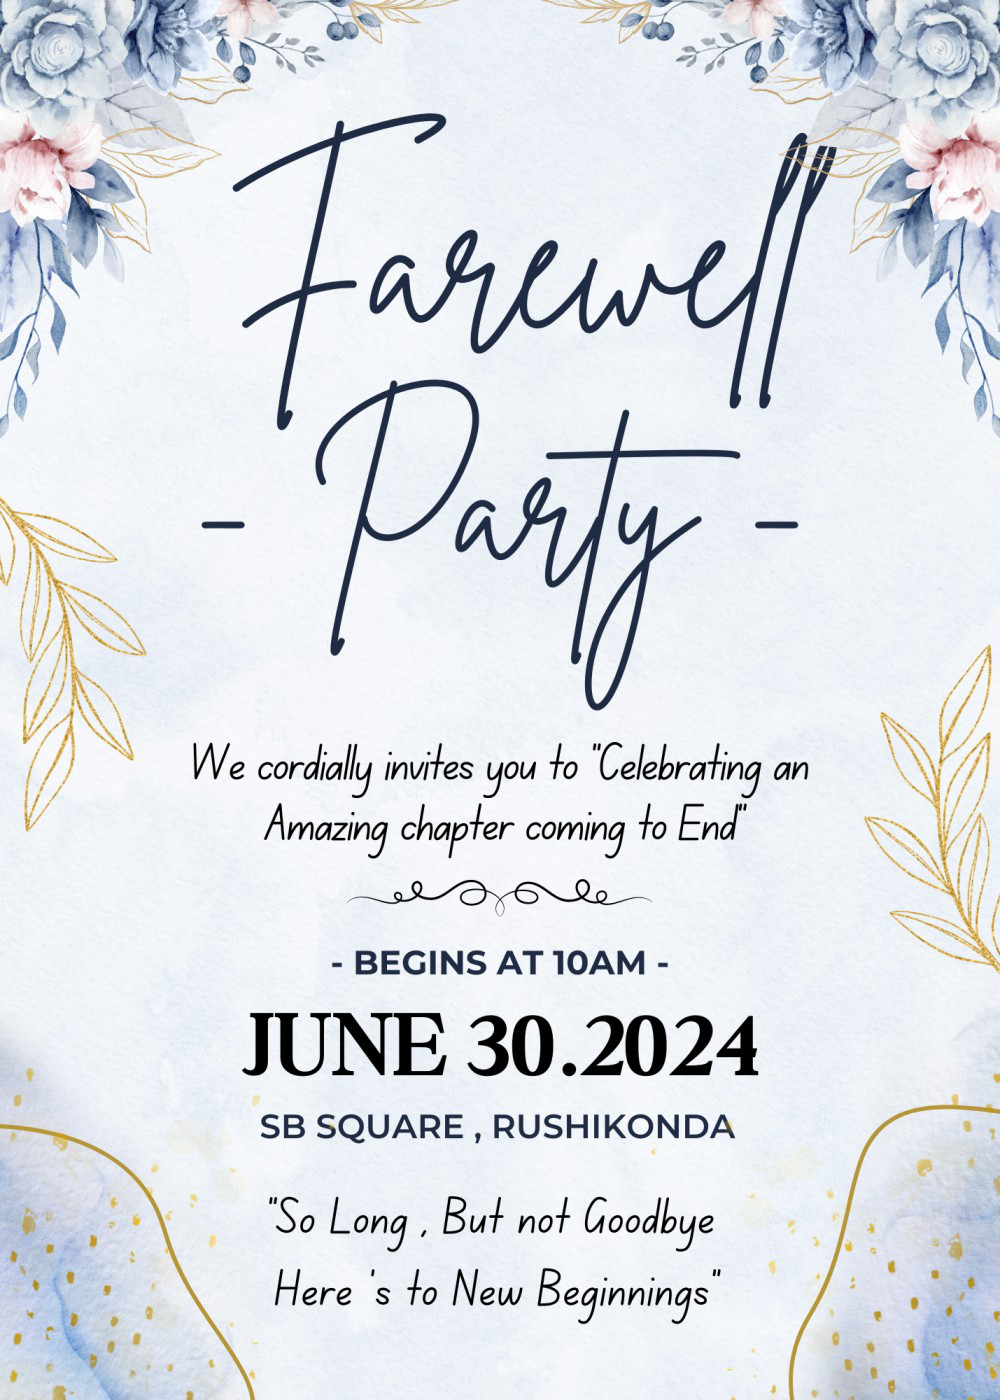 Farewell
- Party -
We cordially invites you to "Celebrating an
Amazing chapter coming to End"
- BEGINS AT 10AM -
JUNE 30.2024
SB SQUARE , RUSHIKONDA
"So Long , But not Goodbye
Here 's to New Beginnings"